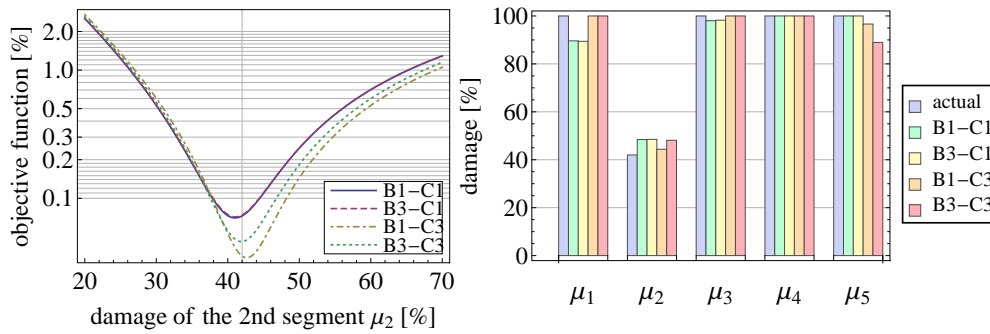 objective function [%]
2.0
1.0
0.5
0.3
0.2
0.1
B1−C1
B3−C1
B1−C3
B3−C3
20 30 40 50 60 70
damage of the 2nd segment μ2 [%]
damage [%]
100
80
60
40
20
0
μ1 μ2 μ3 μ4 μ5
actual
B1−C1
B3−C1
B1−C3
B3−C3